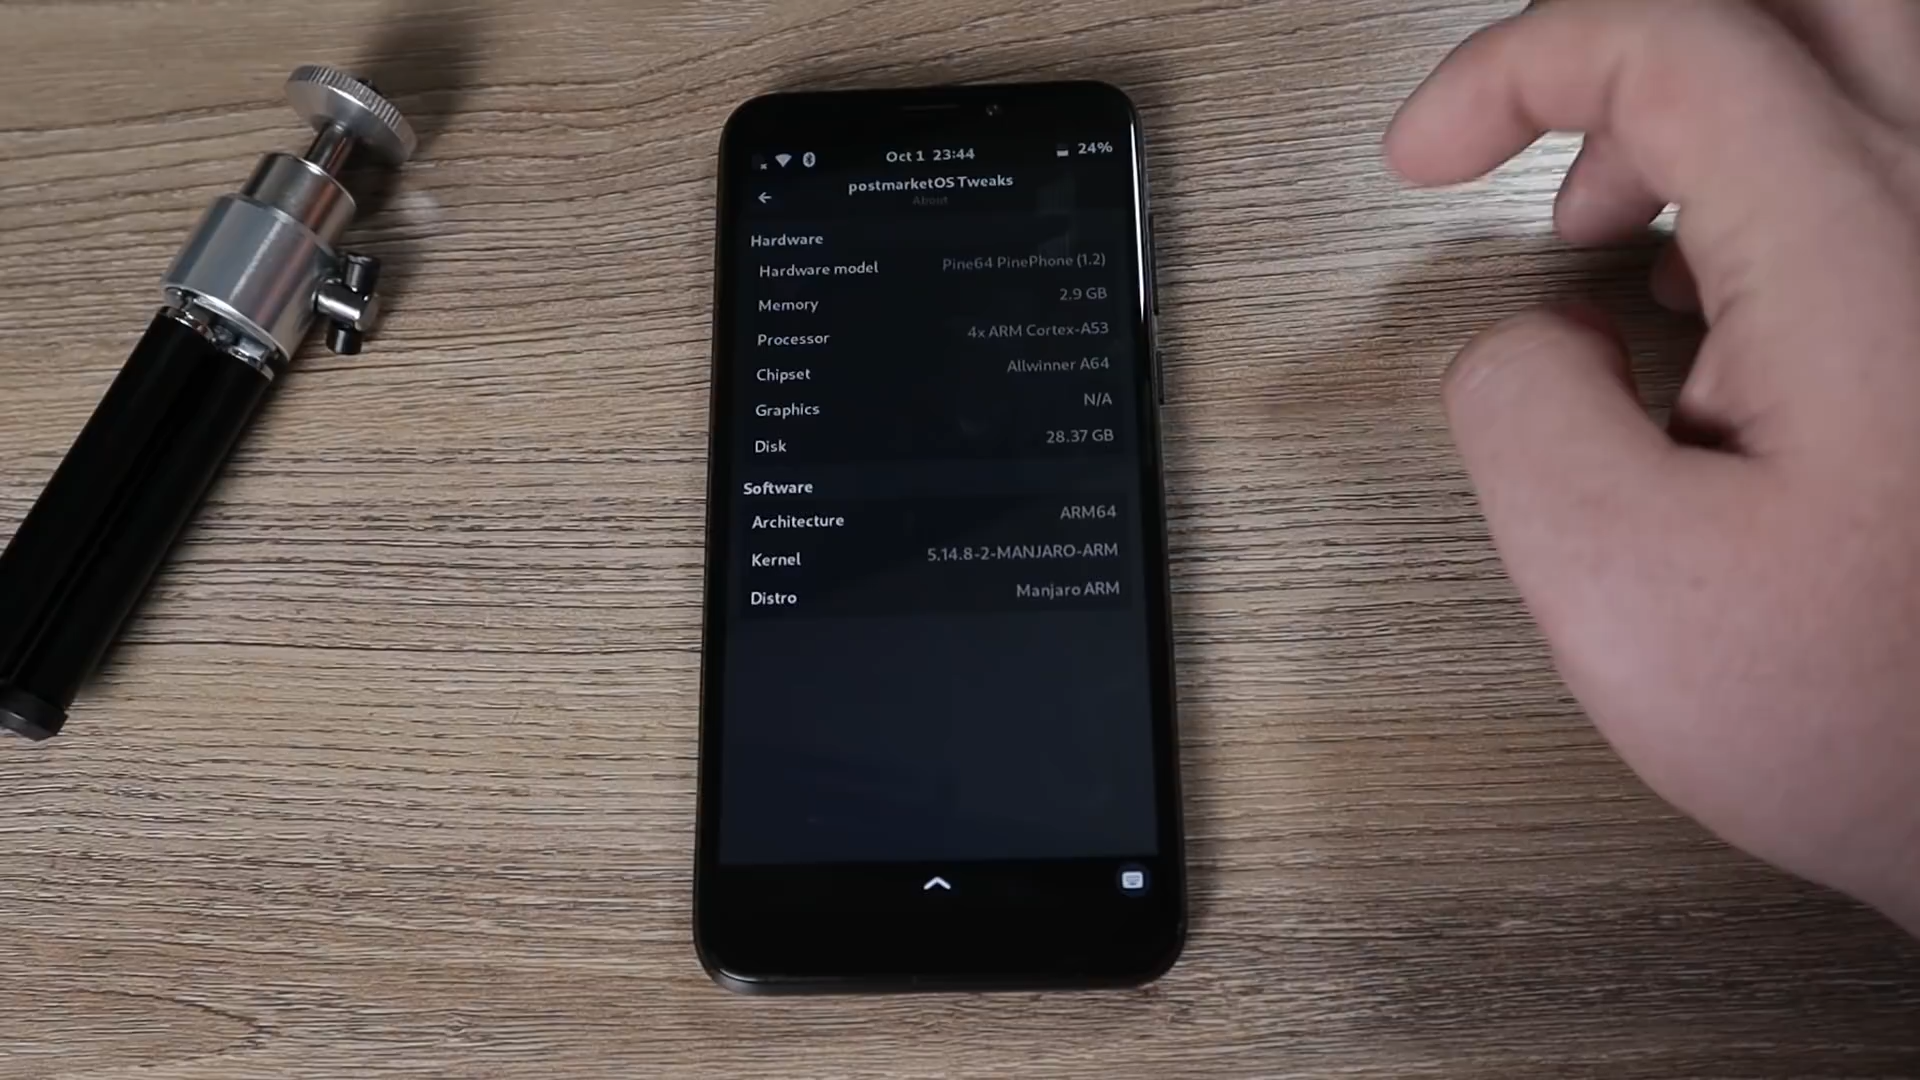 Oct 1 23:44
24%
postmarketOS Tweaks
About
Hardware
Hardware model Pine64 PinePhone (1.2)
Memory 2.9 GB
Processor 4x ARM Cortex-A53
Chipset Allwinner A64
Graphics N/A
Disk 28.37 GB
Software
Architecture ARM64
Kernel 5.14.8-2-MANJARO-ARM
Distro Manjaro ARM